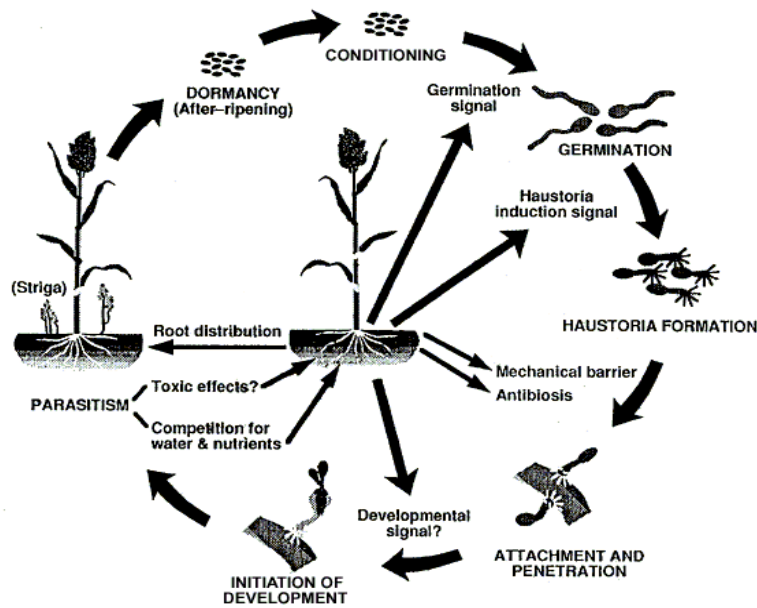 CONDITIONING
DORMANCY
(After-ripening)
Germination
signal
GERMINATION
Haustoria
induction signal
(Striga)
HAUSTORIA FORMATION
Root distribution
Mechanical barrier
Antibiosis
PARASITISM
Toxic effects?
Competition for
water & nutrients
Developmental
signal?
ATTACHMENT AND
PENETRATION
INITIATION OF
DEVELOPMENT